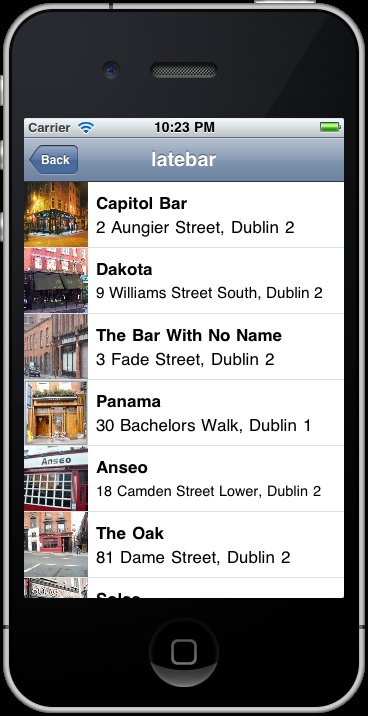 Carrier 10:23 PM
Back latebar
Capitol Bar
2 Aungier Street, Dublin 2
Dakota
9 Williams Street South, Dublin 2
The Bar With No Name
3 Fade Street, Dublin 2
Panama
30 Bachelors Walk, Dublin 1
Anseo
Anseo
18 Camden Street Lower, Dublin 2
The Oak
81 Dame Street, Dublin 2